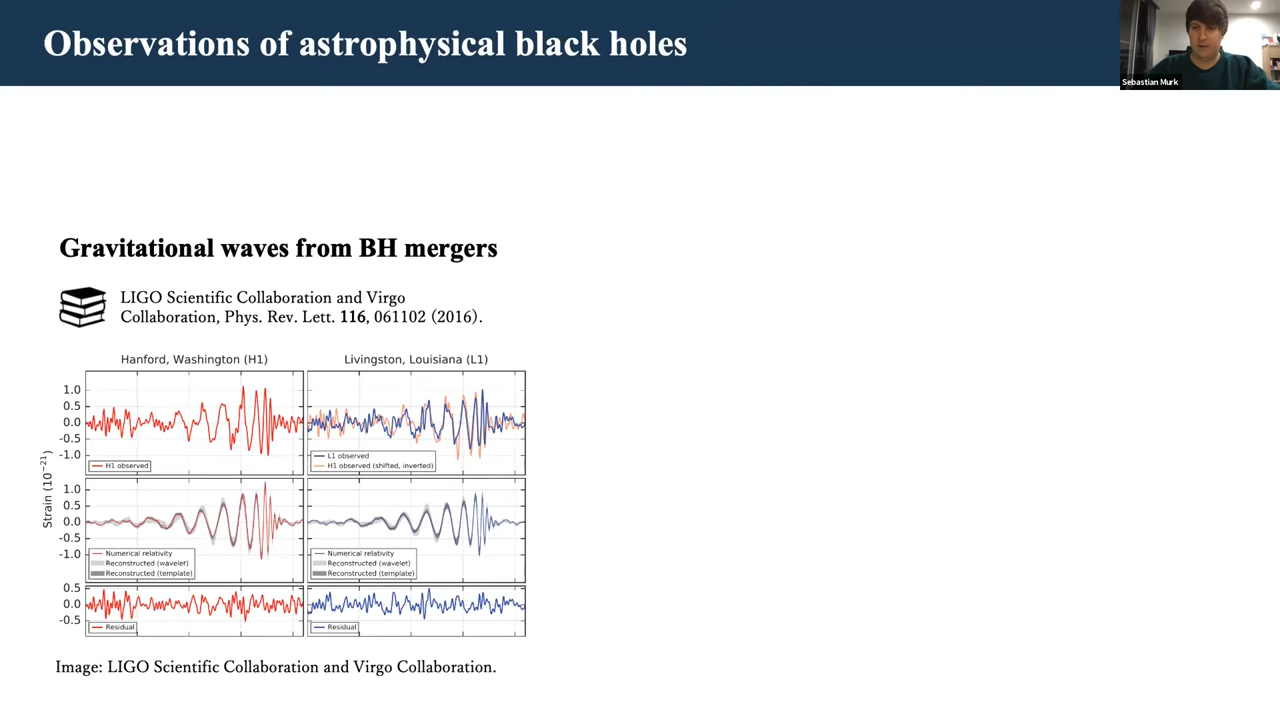 Observations of astrophysical black holes
Sebastian Murk
Gravitational waves from BH mergers
LIGO Scientific Collaboration and Virgo
Collaboration, Phys. Rev. Lett. 116, 061102 (2016).
Hanford, Washington (H1)
Livingston, Louisiana (L1)
Strain (10⁻²¹)
1.0
0.5
0.0
-0.5
-1.0
H1 observed
L1 observed
H1 observed (shifted, inverted)
1.0
0.5
0.0
-0.5
-1.0
Numerical relativity
Reconstructed (wavelet)
Reconstructed (template)
Numerical relativity
Reconstructed (wavelet)
Reconstructed (template)
0.5
0.0
-0.5
Residual
Residual
Image: LIGO Scientific Collaboration and Virgo Collaboration.